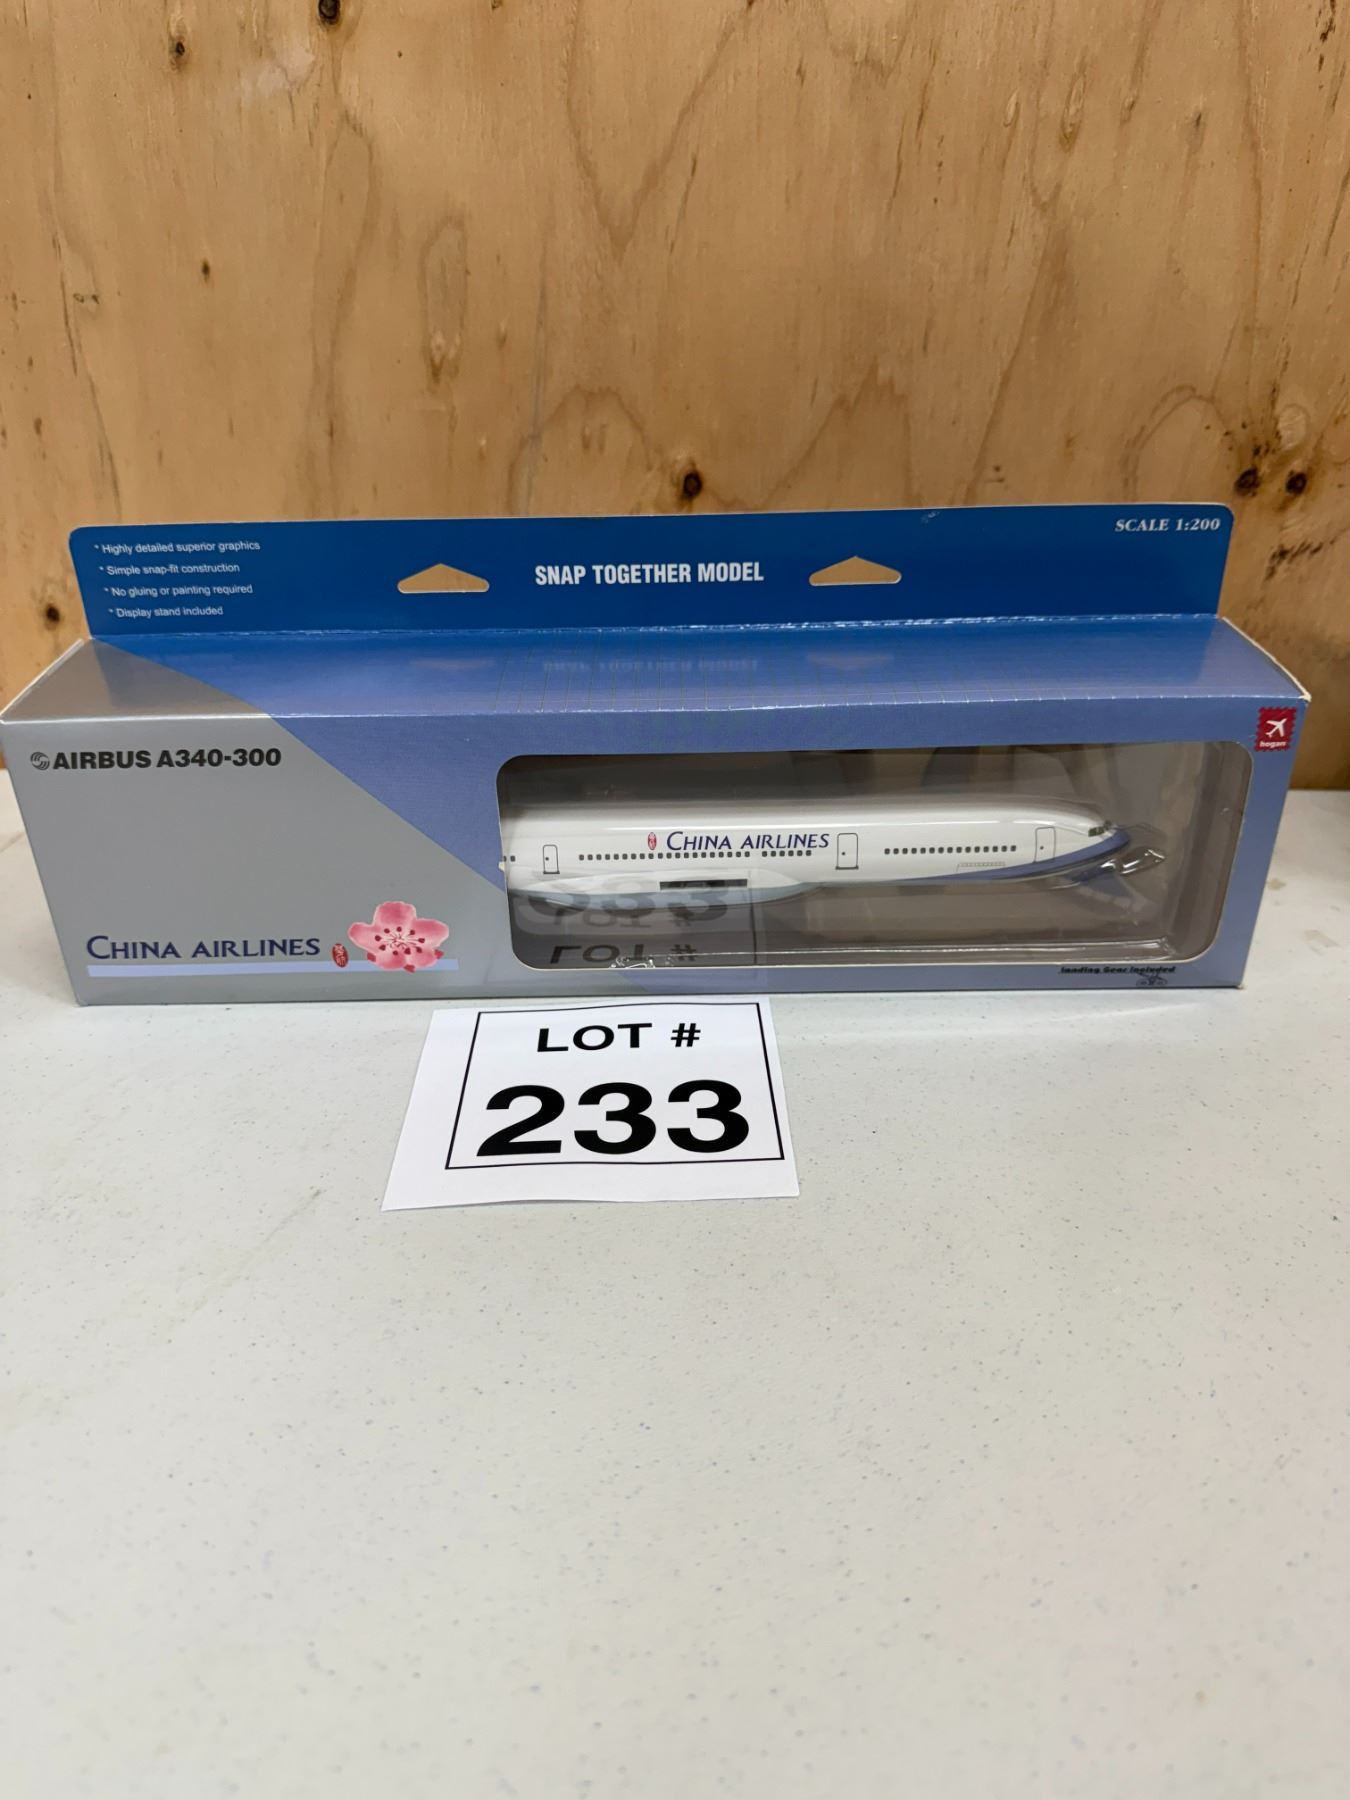 * Highly detailed superior graphics
* Simple snap-fit construction
* No gluing or painting required
* Display stand included
SNAP TOGETHER MODEL
SCALE 1:200
AIRBUS A340-300
hogan
CHINA AIRLINES
CHINA AIRLINES
landing Gear Included
LOT #
233